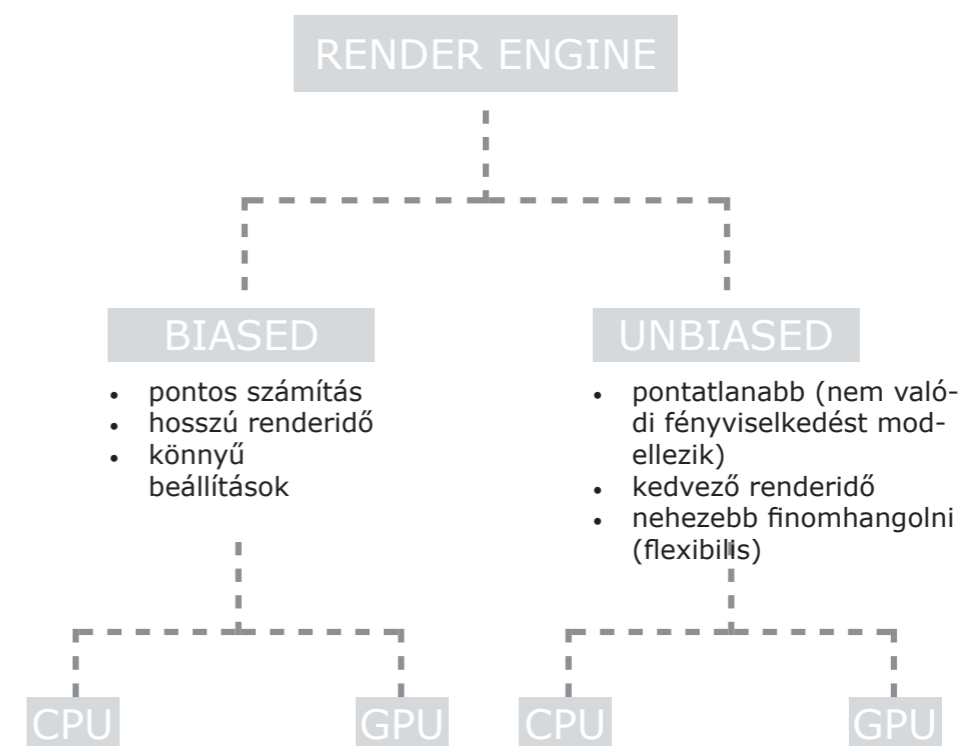 RENDER ENGINE
BIASED
• pontos számítás
• hosszú renderidő
• könnyű
beállítások
UNBIASED
• pontatlanabb (nem való-
di fényviselkedést mod-
ellezik)
• kedvező renderidő
• nehezebb finomhangolni
(flexibilis)
CPU
GPU
CPU
GPU